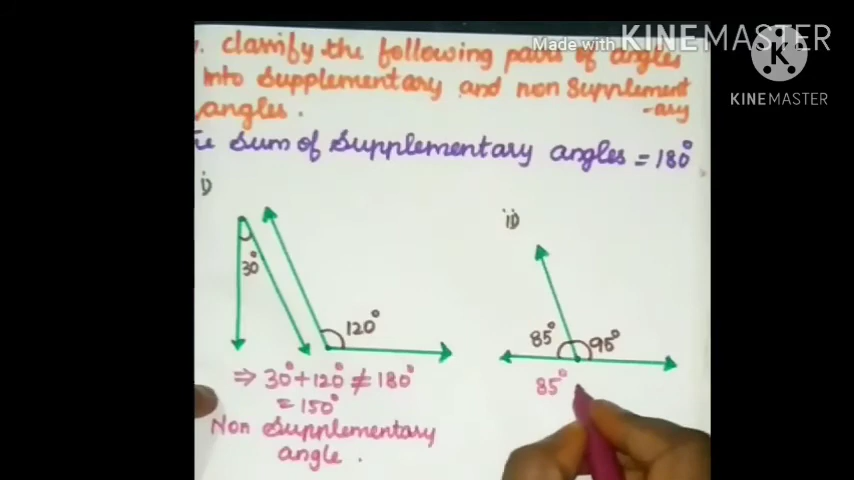 Made with KINEMASTER
K
KINEMASTER
. Classify the following pairs of angles
into Supplementary and non Supplement
-ary
angles.
Sum of Supplementary angles = 180°
i)
30°
120°
⇒ 30° + 120° ≠ 180°
= 150°
Non Supplementary
angle.
ii)
85° 95°
85°